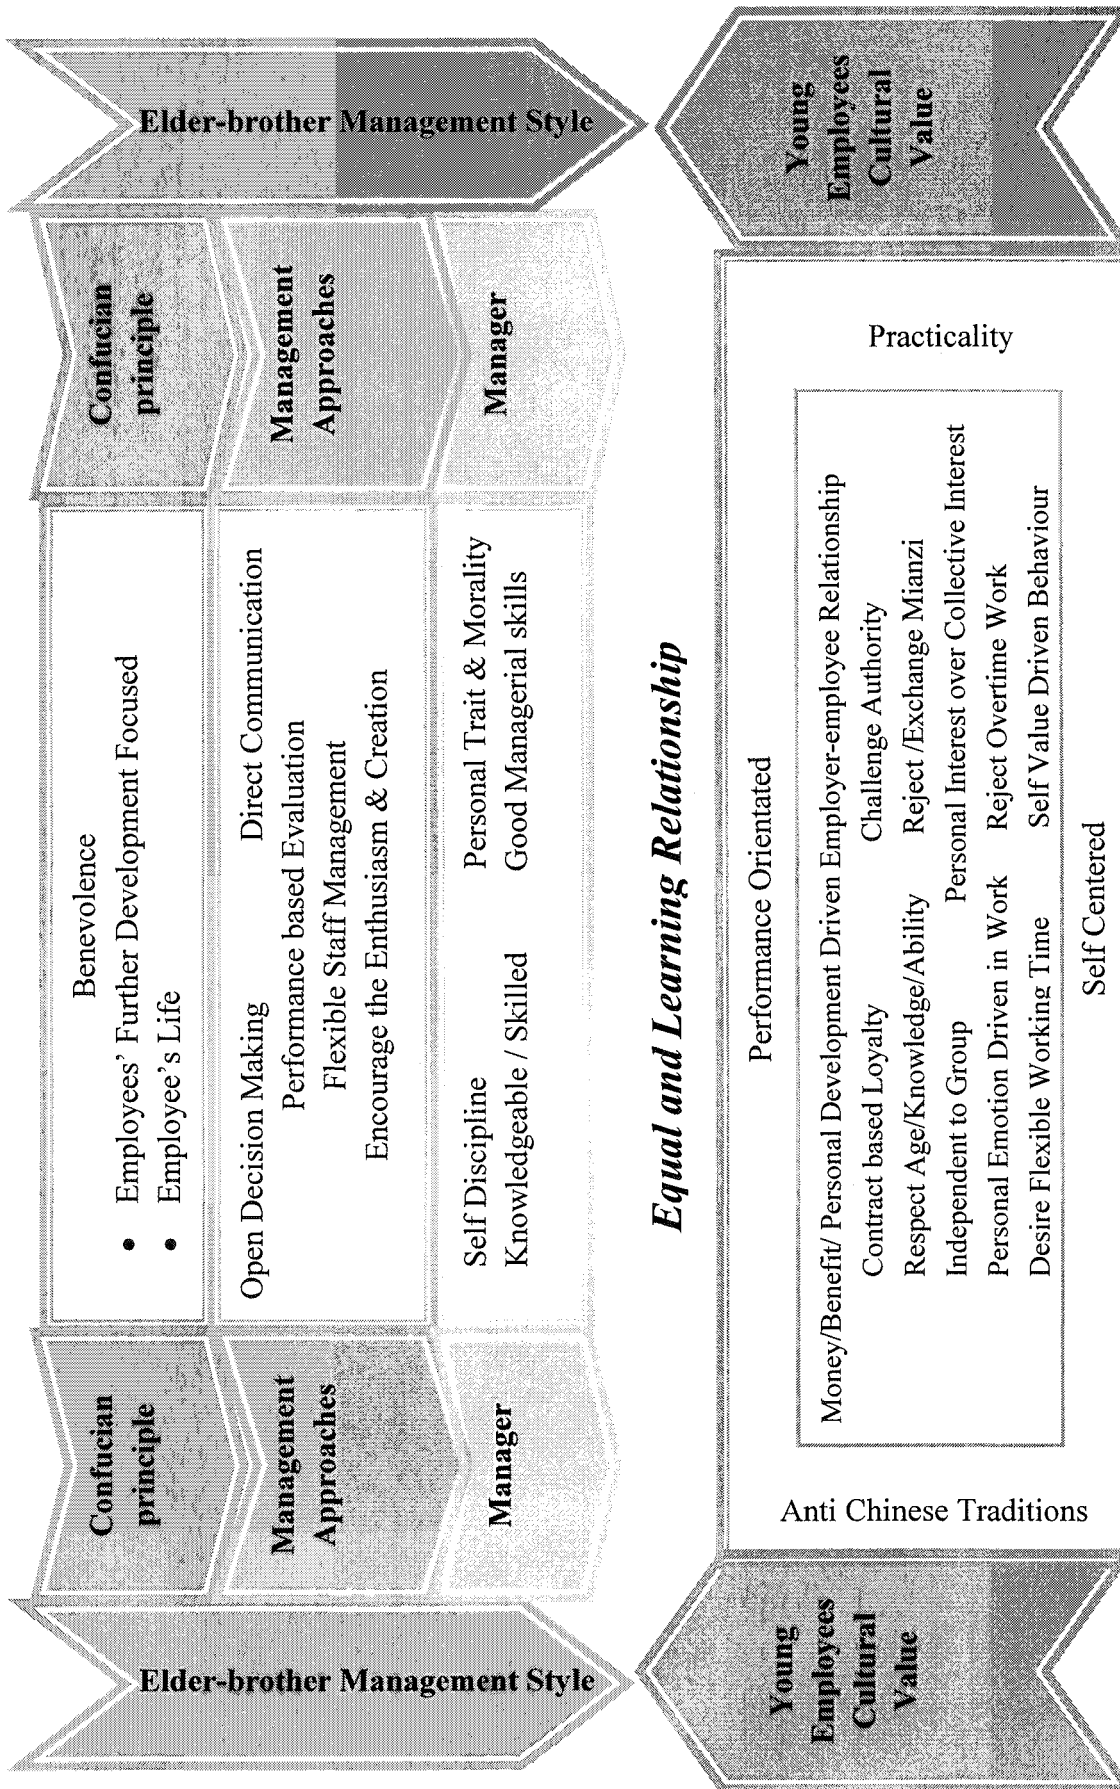 Elder-brother Management Style
Confucian
principle
Benevolence
• Employees' Further Development Focused
• Employee's Life
Confucian
principle
Elder-brother Management Style
Management
Approaches
Open Decision Making Direct Communication
Performance based Evaluation
Flexible Staff Management
Encourage the Enthusiasm & Creation
Management
Approaches
Manager
Self Discipline Personal Trait & Morality
Knowledgeable / Skilled Good Managerial skills
Manager
Equal and Learning Relationship
Young
Employees
Cultural
Value
Anti Chinese Traditions
Performance Orientated
Money/Benefit/ Personal Development Driven Employer-employee Relationship
Contract based Loyalty Challenge Authority
Respect Age/Knowledge/Ability Reject /Exchange Mianzi
Independent to Group Personal Interest over Collective Interest
Personal Emotion Driven in Work Reject Overtime Work
Desire Flexible Working Time Self Value Driven Behaviour
Self Centered
Practicality
Young
Employees
Cultural
Value